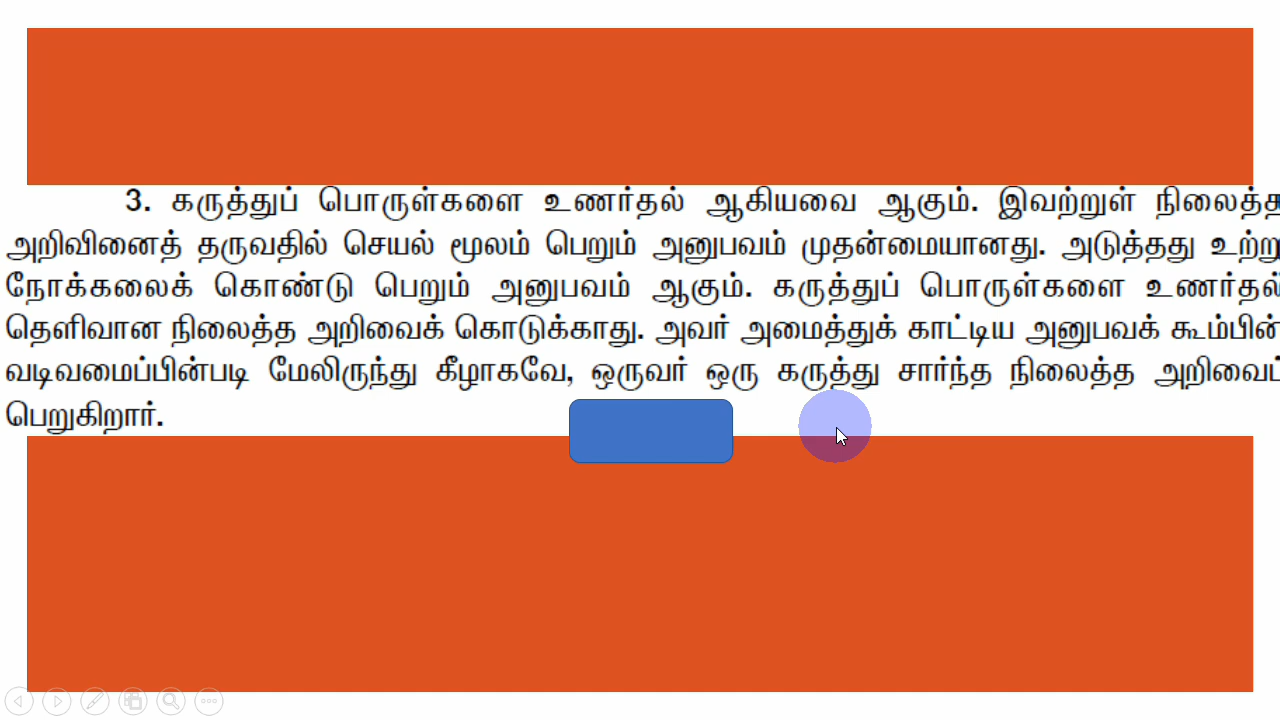 3. கருத்துப் பொருள்களை உணர்தல் ஆகியவை ஆகும். இவற்றுள் நிலைத்த
அறிவினைத் தருவதில் செயல் மூலம் பெறும் அனுபவம் முதன்மையானது. அடுத்தது உற்று
நோக்கலைக் கொண்டு பெறும் அனுபவம் ஆகும். கருத்துப் பொருள்களை உணர்தல்
தெளிவான நிலைத்த அறிவைக் கொடுக்காது. அவர் அமைத்துக் காட்டிய அனுபவக் கூம்பின்
வடிவமைப்பின்படி மேலிருந்து கீழாகவே, ஒருவர் ஒரு கருத்து சார்ந்த நிலைத்த அறிவைப்
பெறுகிறார்.